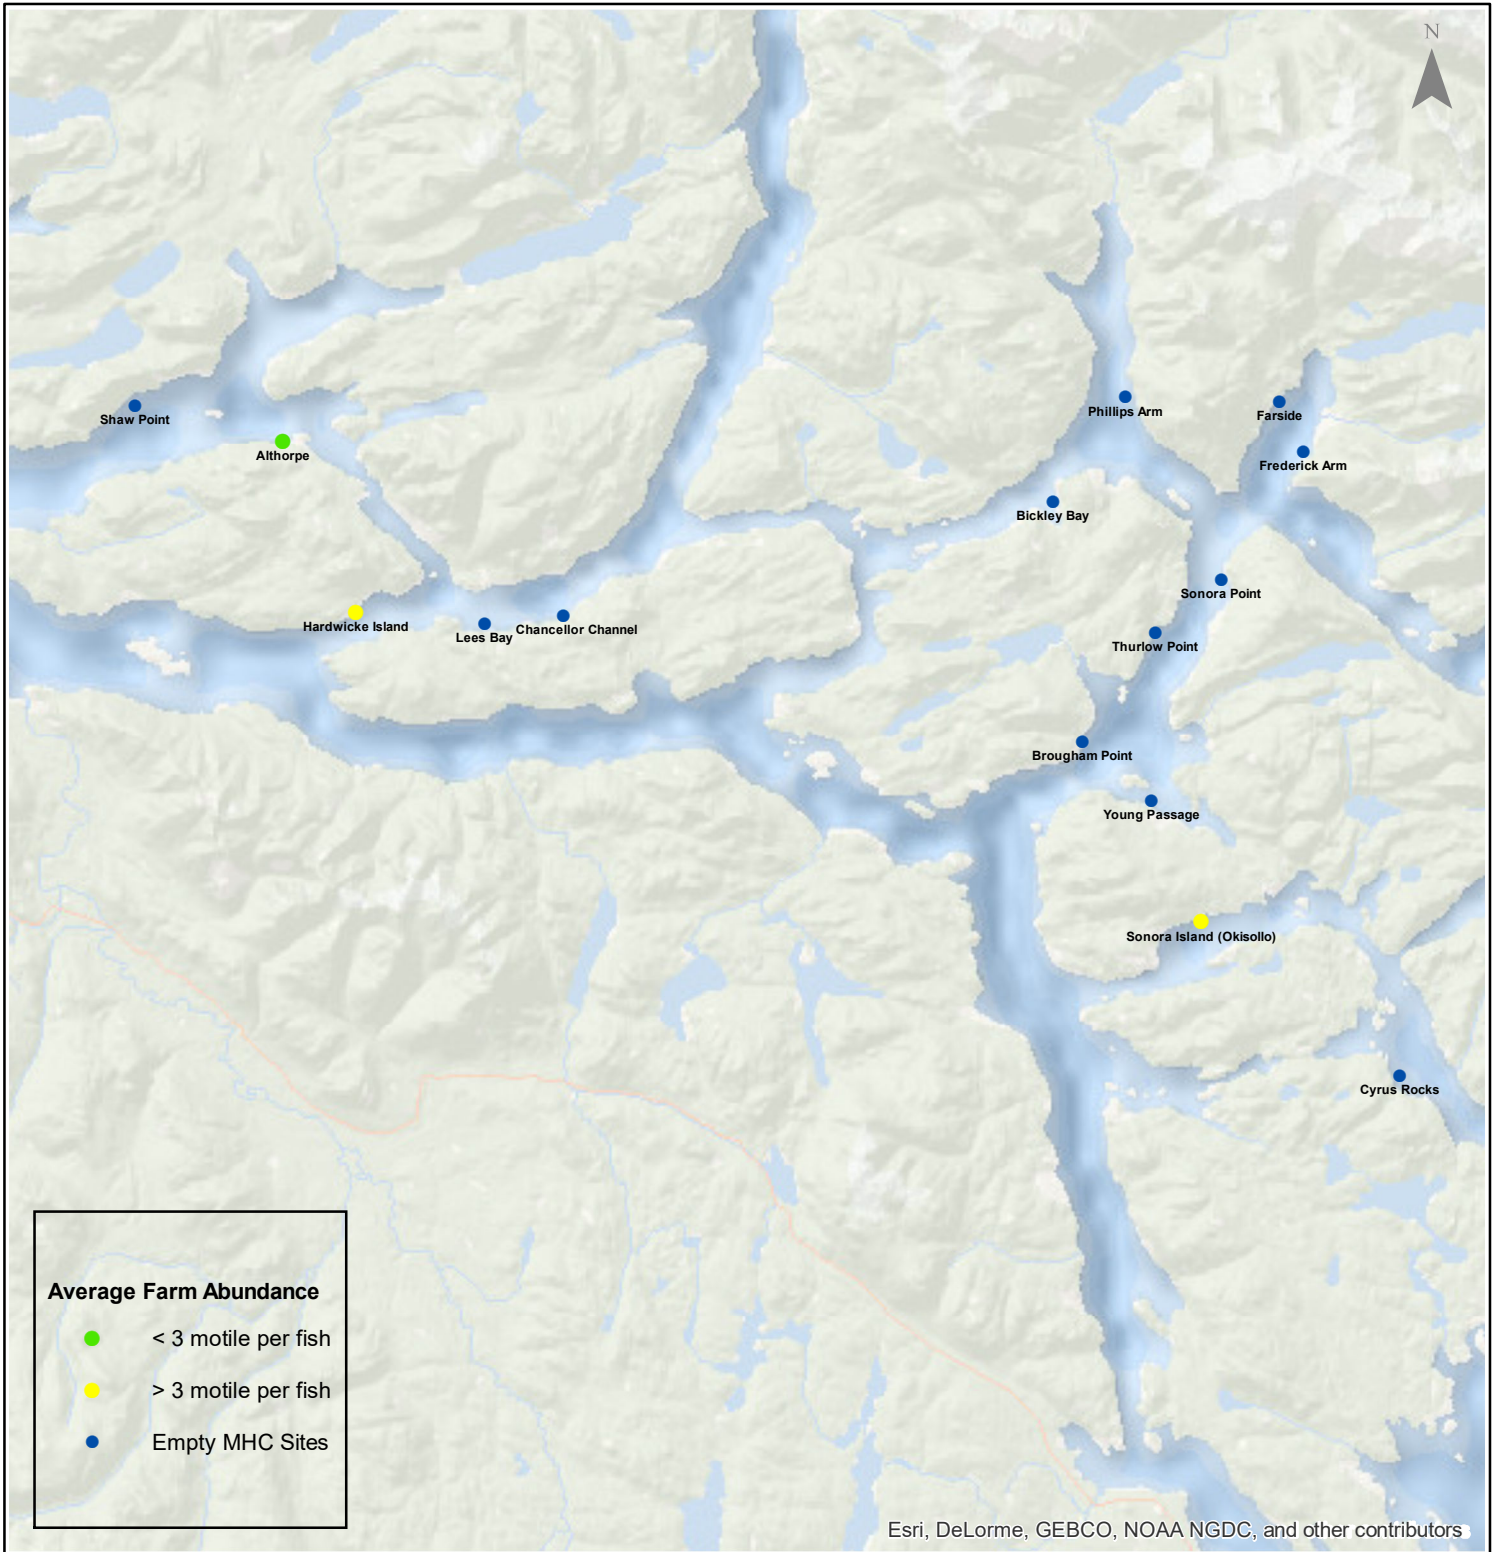 N
Shaw Point
Althorpe
Phillips Arm
Farside
Frederick Arm
Bickley Bay
Sonora Point
Hardwicke Island
Lees Bay
Chancellor Channel
Thurlow Point
Brougham Point
Young Passage
Sonora Island (Okisollo)
Cyrus Rocks
Average Farm Abundance
< 3 motile per fish
> 3 motile per fish
Empty MHC Sites
Esri, DeLorme, GEBCO, NOAA NGDC, and other contributors